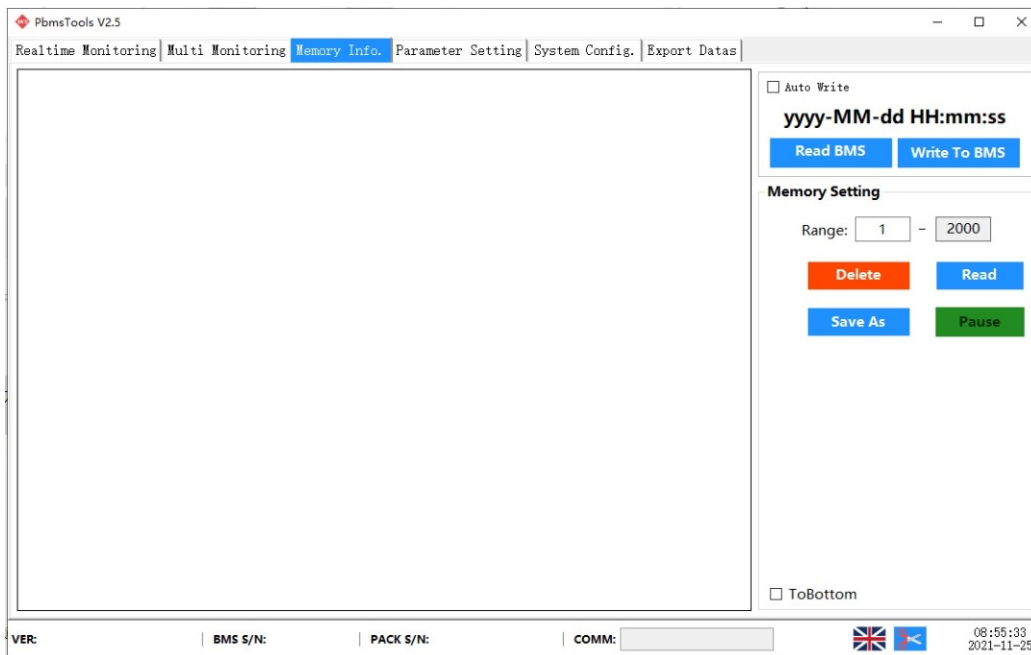 PbmsTools V2.5
Realtime Monitoring Multi Monitoring Memory Info. Parameter Setting System Config. Export Datas
Auto Write
yyyy-MM-dd HH:mm:ss
Read BMS Write To BMS
Memory Setting
Range: 1 - 2000
Delete Read
Save As Pause
ToBottom
VER: BMS S/N: PACK S/N: COMM: 08:55:33
2021-11-25